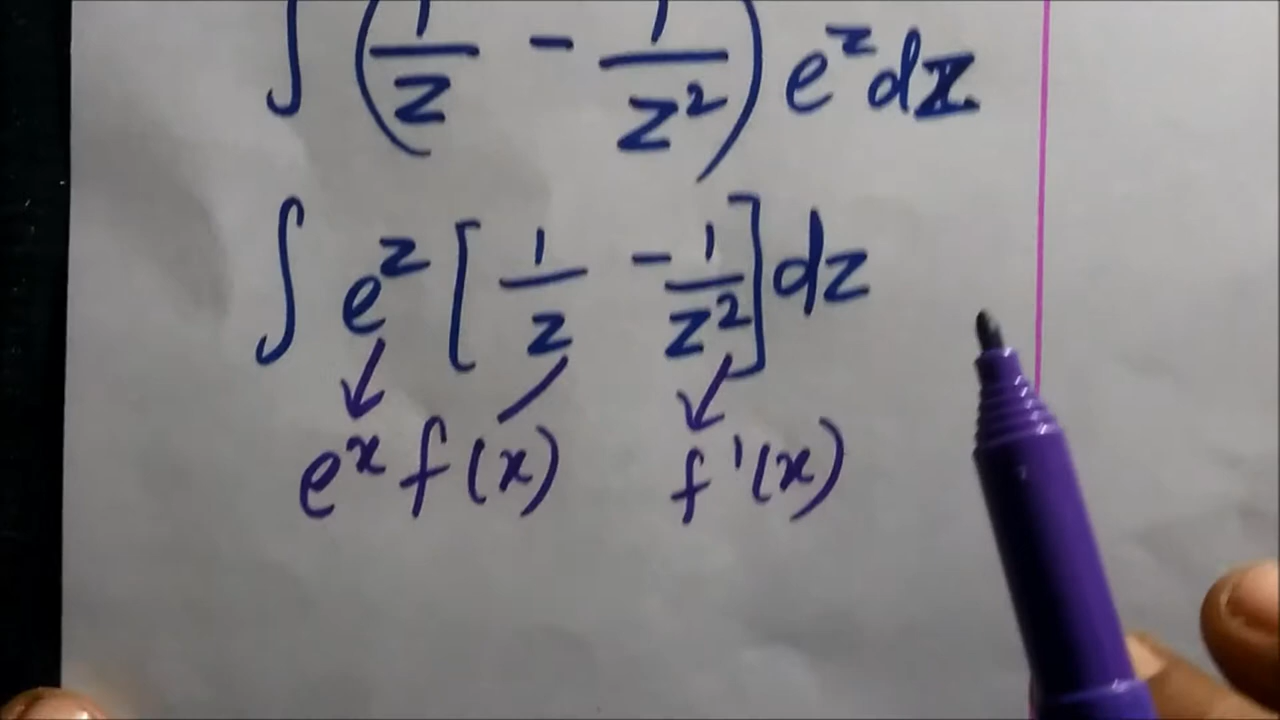 ∫ (1/z - 1/z²) e^z dz
∫ e^z [1/z - 1/z²] dz
e^x f(x) f'(x)